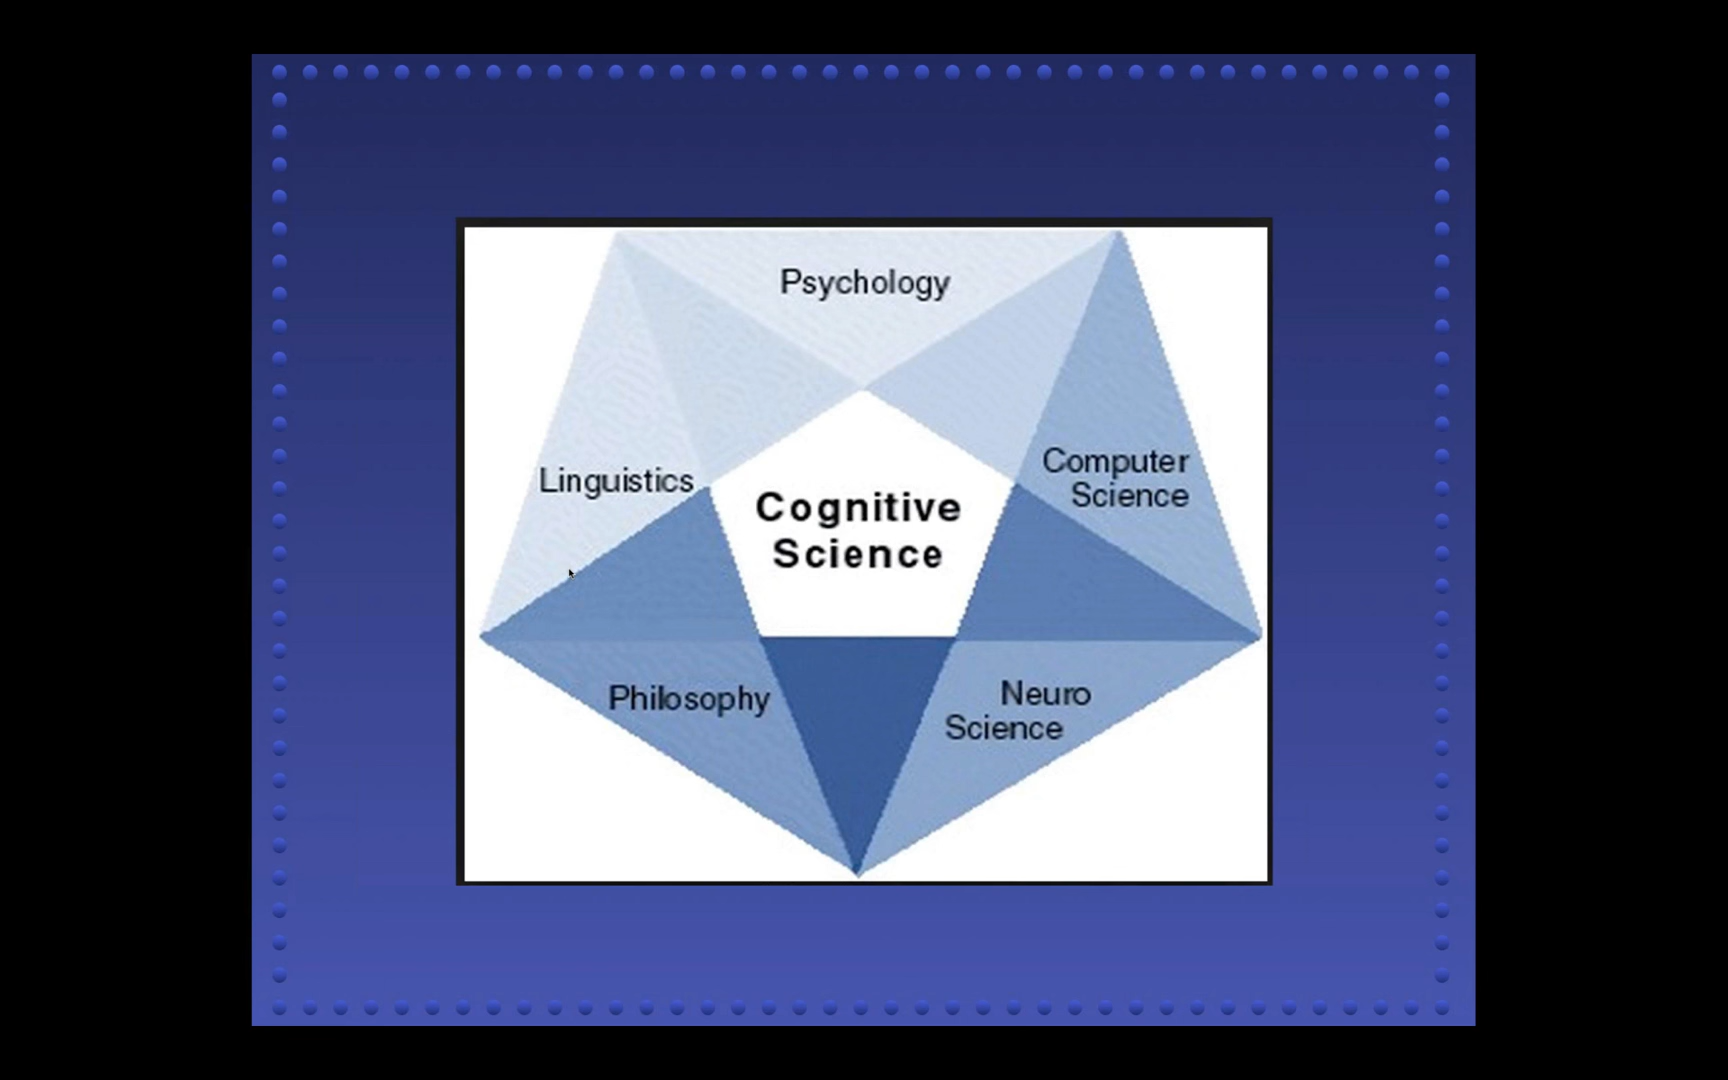 Psychology
Linguistics
Computer
Science
Cognitive
Science
Philosophy
Neuro
Science